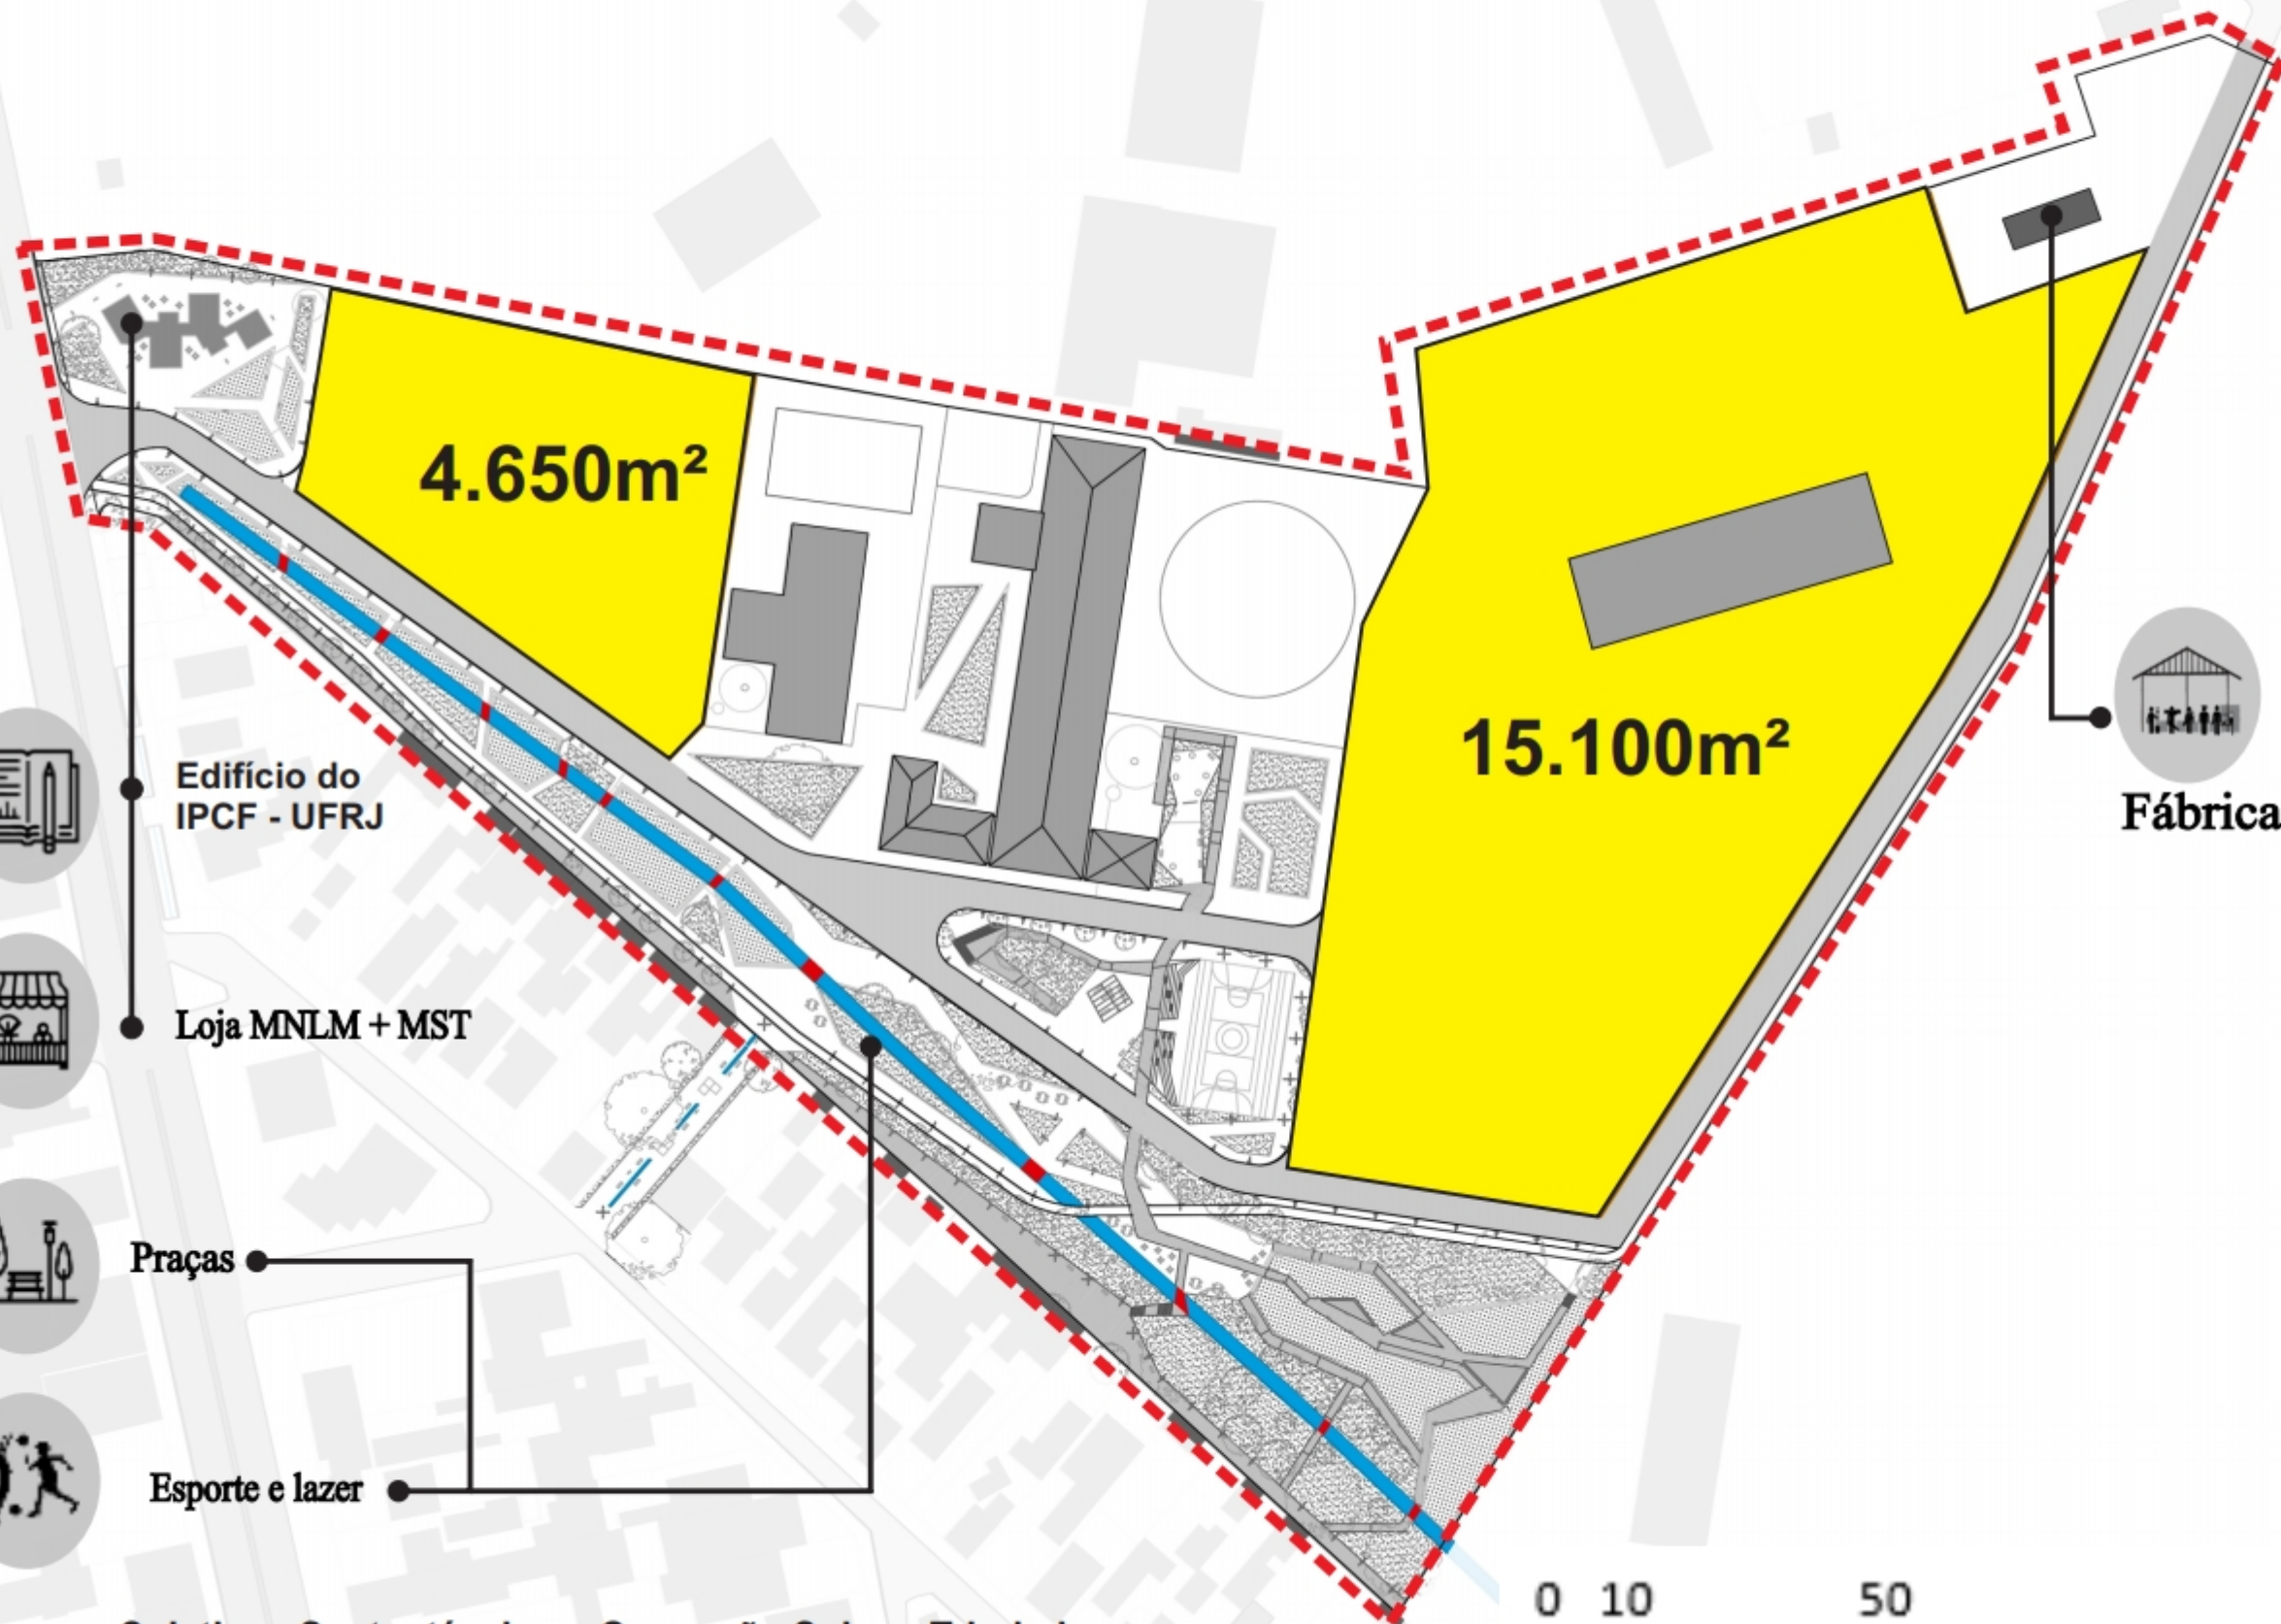 4.650m²
15.100m²
Fábrica
Edifício do
IPCF - UFRJ
Loja MNLM + MST
Praças
Esporte e lazer
0 10 50